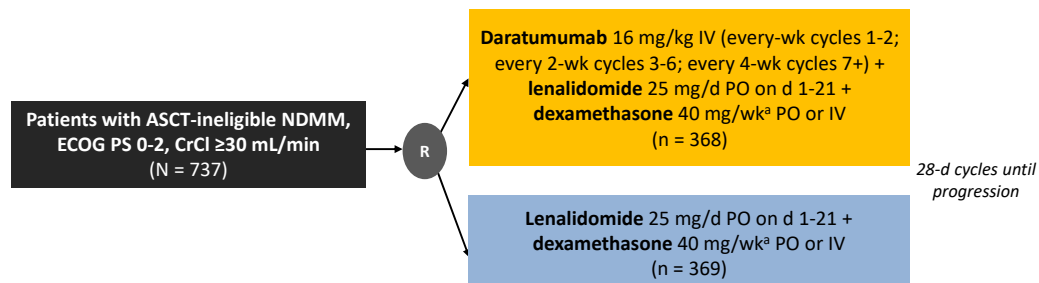 Patients with ASCT-ineligible NDMM,
ECOG PS 0-2, CrCl ≥30 mL/min
(N = 737)
R
Daratumumab 16 mg/kg IV (every-wk cycles 1-2;
every 2-wk cycles 3-6; every 4-wk cycles 7+) +
lenalidomide 25 mg/d PO on d 1-21 +
dexamethasone 40 mg/wkᵃ PO or IV
(n = 368)
Lenalidomide 25 mg/d PO on d 1-21 +
dexamethasone 40 mg/wkᵃ PO or IV
(n = 369)
28-d cycles until
progression